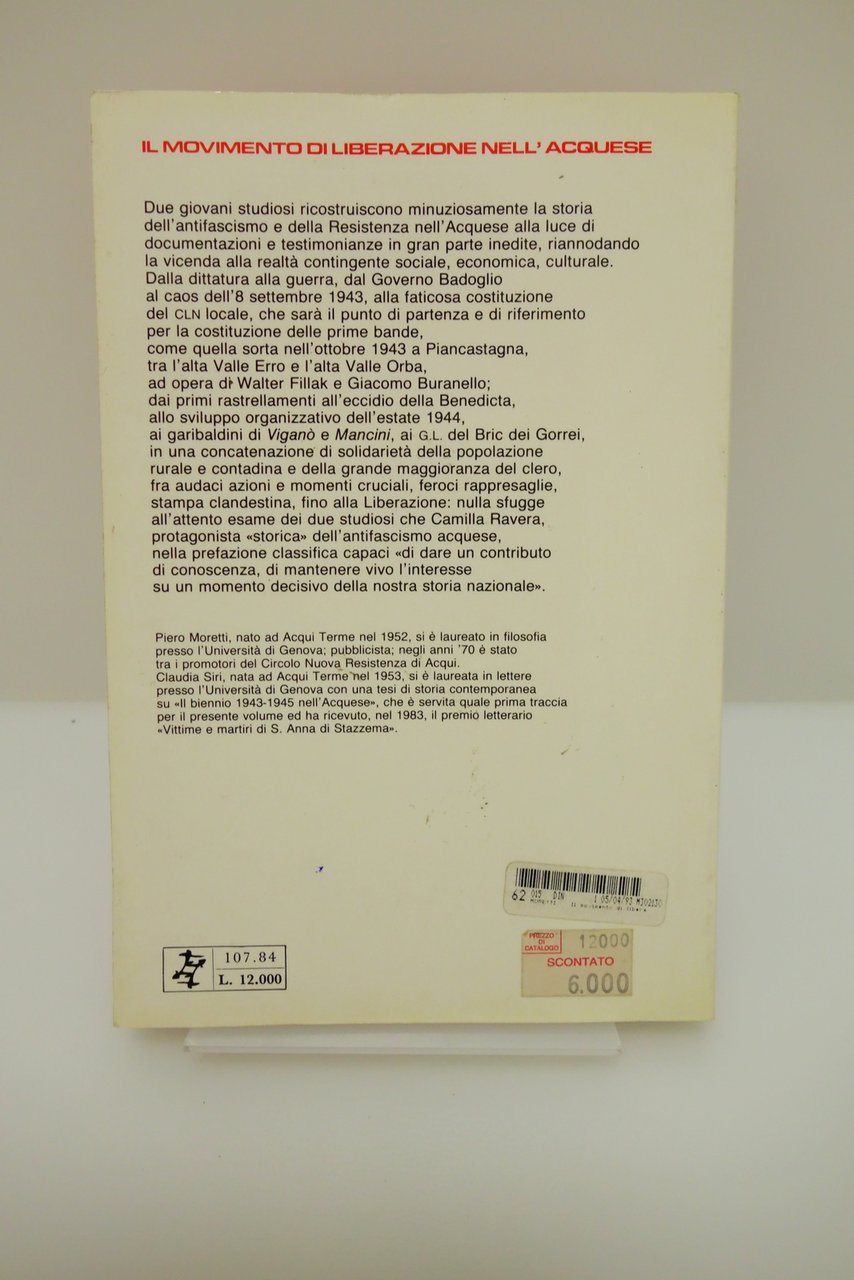 IL MOVIMENTO DI LIBERAZIONE NELL' ACQUESE
Due giovani studiosi ricostruiscono minuziosamente la storia
dell'antifascismo e della Resistenza nell'Acquese alla luce di
documentazioni e testimonianze in gran parte inedite, riannodando
la vicenda alla realtà contingente sociale, economica, culturale.
Dalla dittatura alla guerra, dal Governo Badoglio
al caos dell'8 settembre 1943, alla faticosa costituzione
del CLN locale, che sarà il punto di partenza e di riferimento
per la costituzione delle prime bande,
come quella sorta nell'ottobre 1943 a Piancastagna,
tra l'alta Valle Erro e l'alta Valle Orba,
ad opera di Walter Fillak e Giacomo Buranello;
dai primi rastrellamenti all'eccidio della Benedicta,
allo sviluppo organizzativo dell'estate 1944,
ai garibaldini di Viganò e Mancini, ai G.L. del Bric dei Gorrei,
in una concatenazione di solidarietà della popolazione
rurale e contadina e della grande maggioranza del clero,
fra audaci azioni e momenti cruciali, feroci rappresaglie,
stampa clandestina, fino alla Liberazione: nulla sfugge
all'attento esame dei due studiosi che Camilla Ravera,
protagonista «storica» dell'antifascismo acquese,
nella prefazione classifica capaci «di dare un contributo
di conoscenza, di mantenere vivo l'interesse
su un momento decisivo della nostra storia nazionale».
Piero Moretti, nato ad Acqui Terme nel 1952, si è laureato in filosofia
presso l'Università di Genova; pubblicista; negli anni '70 è stato
tra i promotori del Circolo Nuova Resistenza di Acqui.
Claudia Siri, nata ad Acqui Terme nel 1953, si è laureata in lettere
presso l'Università di Genova con una tesi di storia contemporanea
su «Il biennio 1943-1945 nell'Acquese», che è servita quale prima traccia
per il presente volume ed ha ricevuto, nel 1983, il premio letterario
«Vittime e martiri di S. Anna di Stazzema».
62 015 DIN 1 05/04/93
107.84
L. 12.000
PREZZO
DI
CATALOGO
12000
SCONTATO
6.000